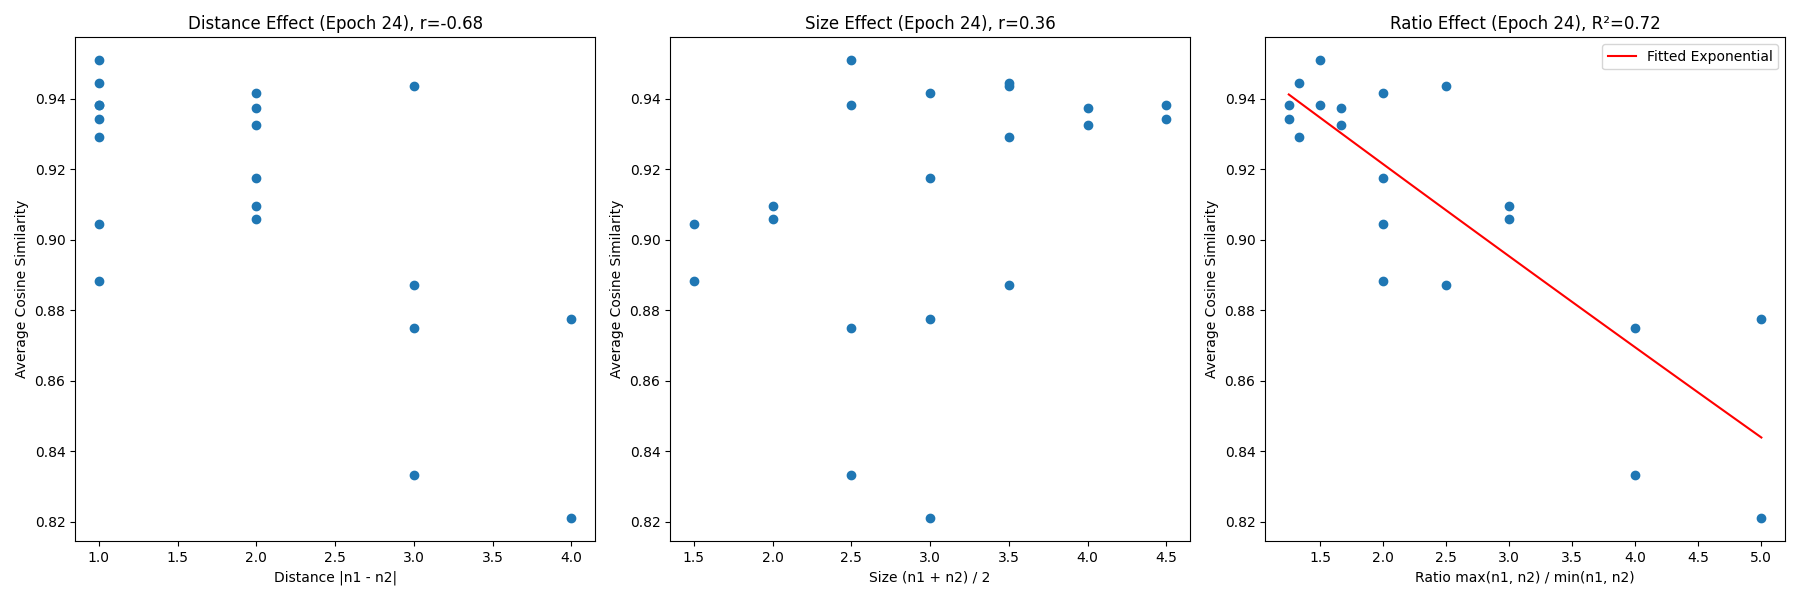 Distance Effect (Epoch 24), r=-0.68
0.94
0.92
0.90
0.88
0.86
0.84
0.82
Average Cosine Similarity
1.0 1.5 2.0 2.5 3.0 3.5 4.0
Distance |n1 - n2|
Size Effect (Epoch 24), r=0.36
0.94
0.92
0.90
0.88
0.86
0.84
0.82
Average Cosine Similarity
1.5 2.0 2.5 3.0 3.5 4.0 4.5
Size (n1 + n2) / 2
Ratio Effect (Epoch 24), R²=0.72
Fitted Exponential
0.94
0.92
0.90
0.88
0.86
0.84
0.82
Average Cosine Similarity
1.5 2.0 2.5 3.0 3.5 4.0 4.5 5.0
Ratio max(n1, n2) / min(n1, n2)